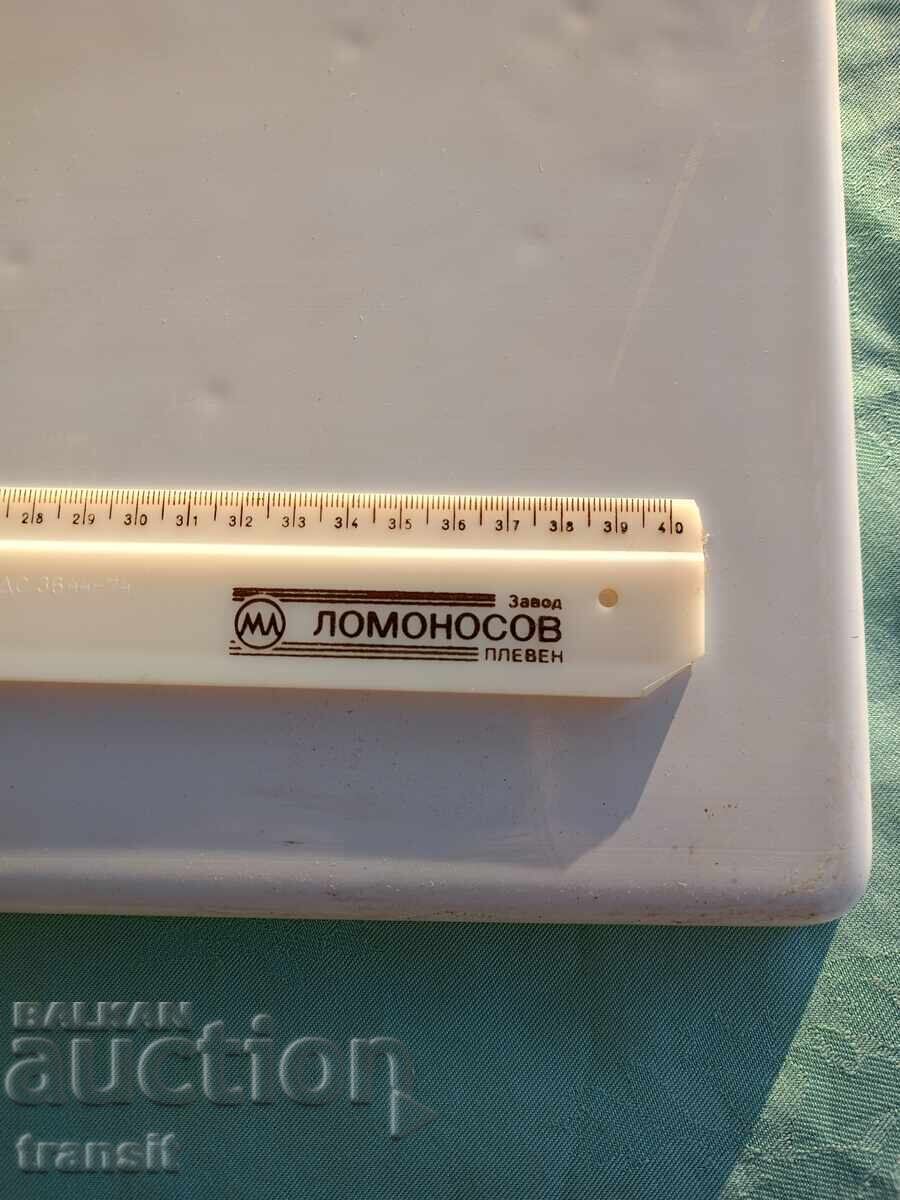 28 29 30 31 32 33 34 35 36 37 38 39 40
Завод
МЛ ЛОМОНОСОВ
ПЛЕВЕН
BALKAN
auction
transit